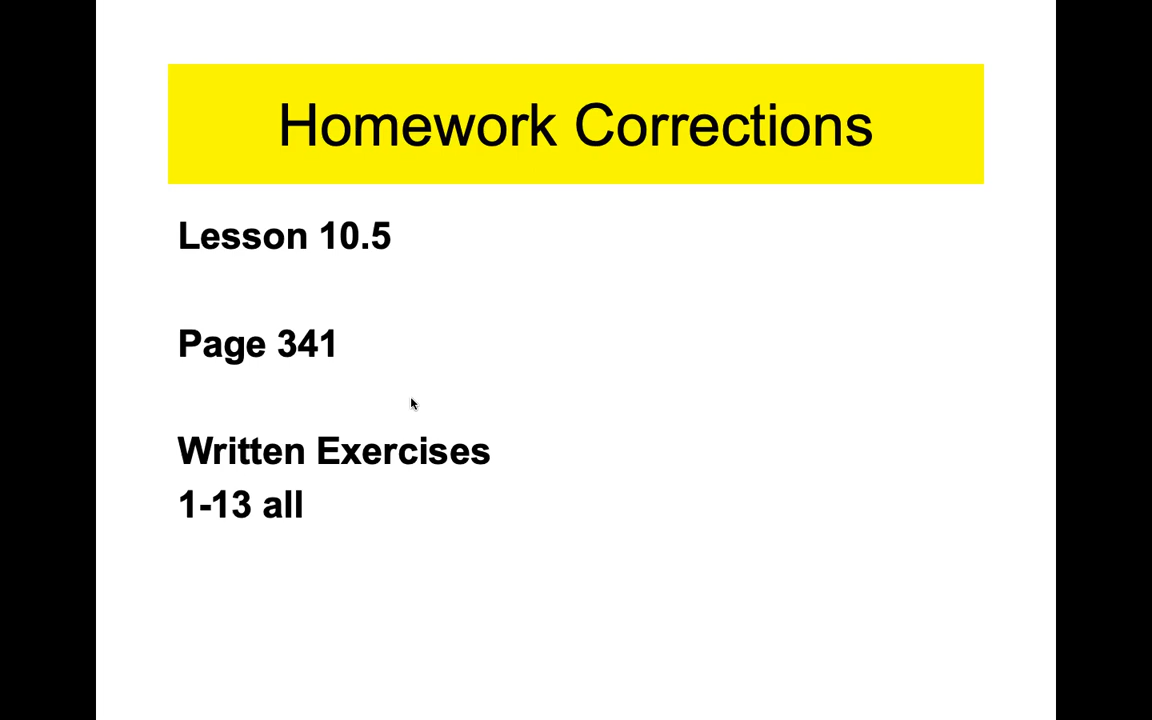 Homework Corrections
Lesson 10.5
Page 341
Written Exercises
1-13 all